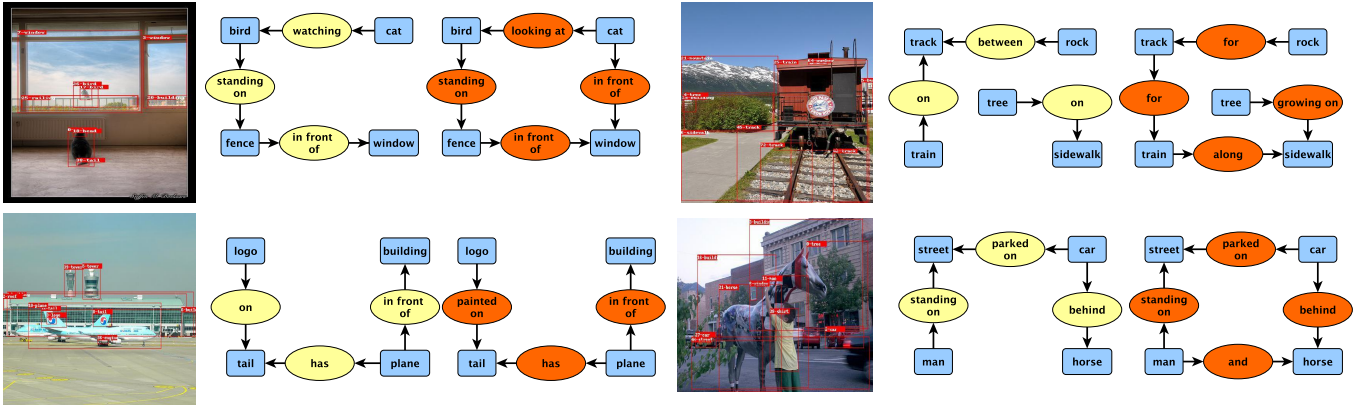 bird
watching
cat
standing
on
fence
in front
of
window
bird
looking at
cat
standing
on
in front
of
fence
in front
of
window
track
between
rock
on
tree
on
train
sidewalk
track
for
rock
for
tree
growing on
train
along
sidewalk
logo
building
on
in front
of
tail
has
plane
logo
building
painted
on
in front
of
tail
has
plane
street
parked
on
car
standing
on
behind
man
horse
street
parked
on
car
standing
on
behind
man
and
horse